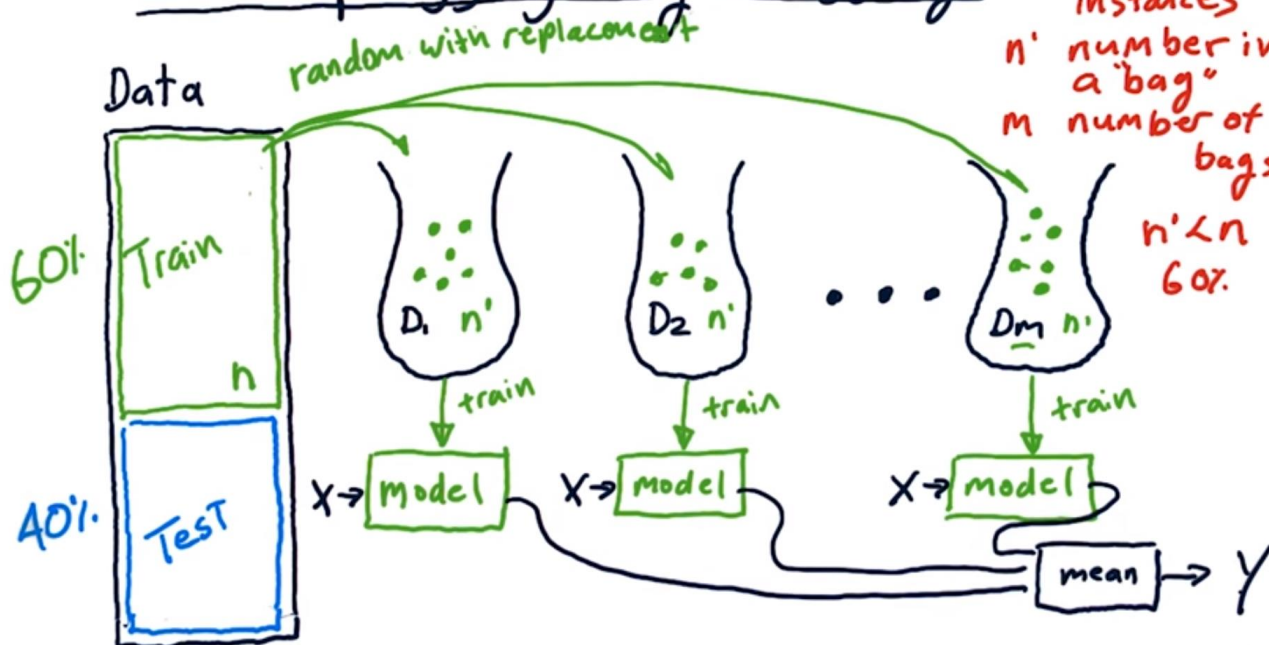 random with replacement
instances
n' number in
a "bag"
m number of
bags
n'<n
60%
Data
60%
Train
n
40%
Test
D1 n'
D2 n'
Dm n'
train
train
train
X→ model
X→ model
X→ model
mean → Y